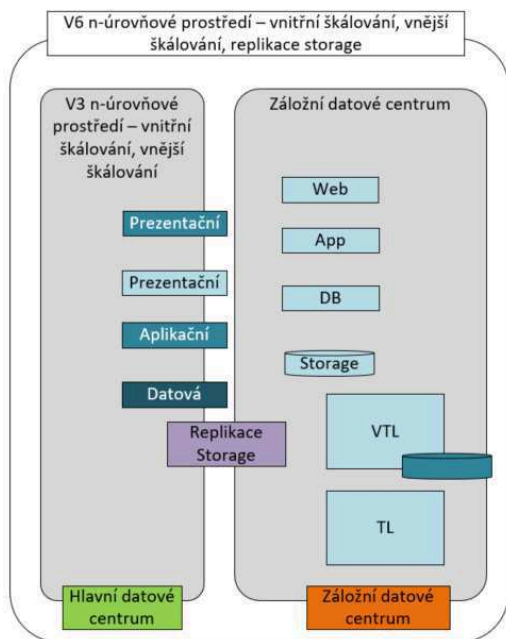 V6 n-úrovňové prostředí – vnitřní škálování, vnější
škálování, replikace storage
V3 n-úrovňové
prostředí – vnitřní
škálování, vnější
škálování
Prezentační
Prezentační
Aplikační
Datová
Replikace
Storage
Hlavní datové
centrum
Záložní datové centrum
Web
App
DB
Storage
VTL
TL
Záložní datové
centrum